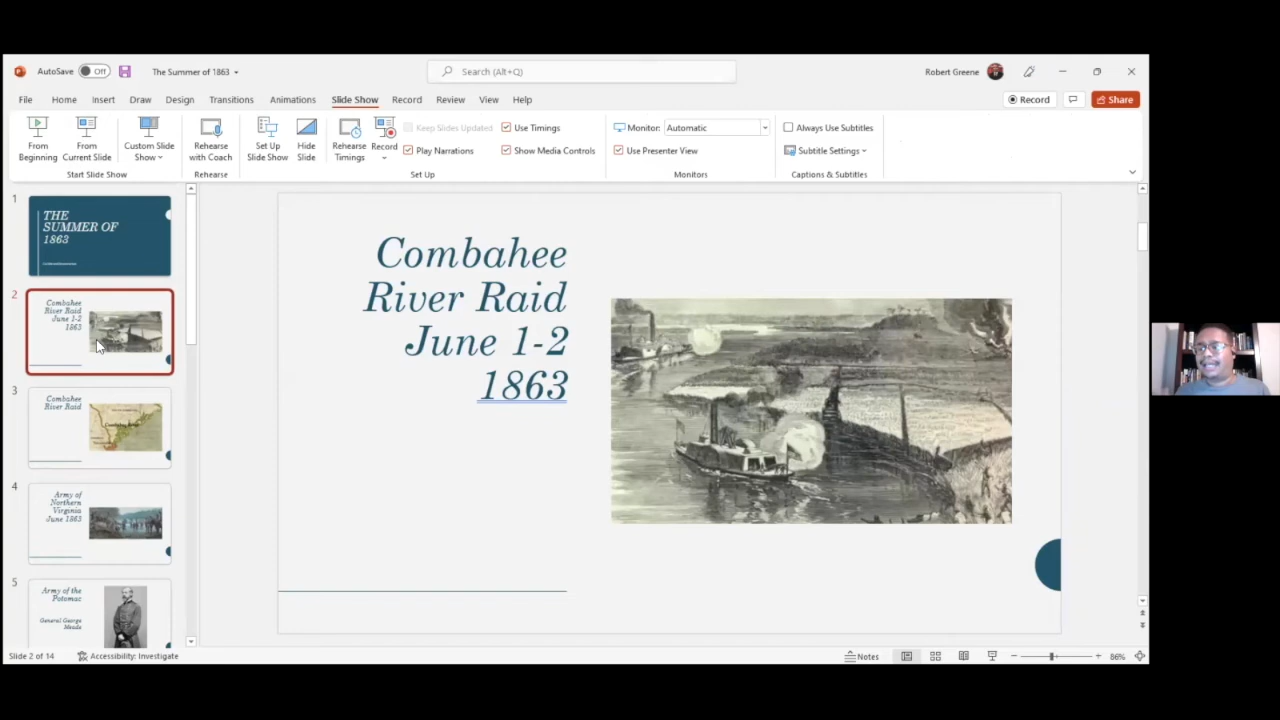 AutoSave Off The Summer of 1863 Search (Alt+Q) Robert Greene
File Home Insert Draw Design Transitions Animations Slide Show Record Review View Help Record Share
From Beginning
From Current Slide
Custom Slide Show
Start Slide Show
Rehearse with Coach
Rehearse
Set Up Slide Show
Hide Slide
Rehearse Timings
Record
Keep Slides Updated
Play Narrations
Use Timings
Show Media Controls
Set Up
Monitor: Automatic
Use Presenter View
Monitors
Always Use Subtitles
Subtitle Settings
Captions & Subtitles
1
THE
SUMMER OF
1863
2
Combahee
River Raid
June 1-2
1863
3
Combahee
River Raid
4
Army of
Northern
Virginia
June 1863
5
Army of the
Potomac
General George
Meade
Combahee
River Raid
June 1-2
1863
Slide 2 of 14 Accessibility: Investigate Notes 86%